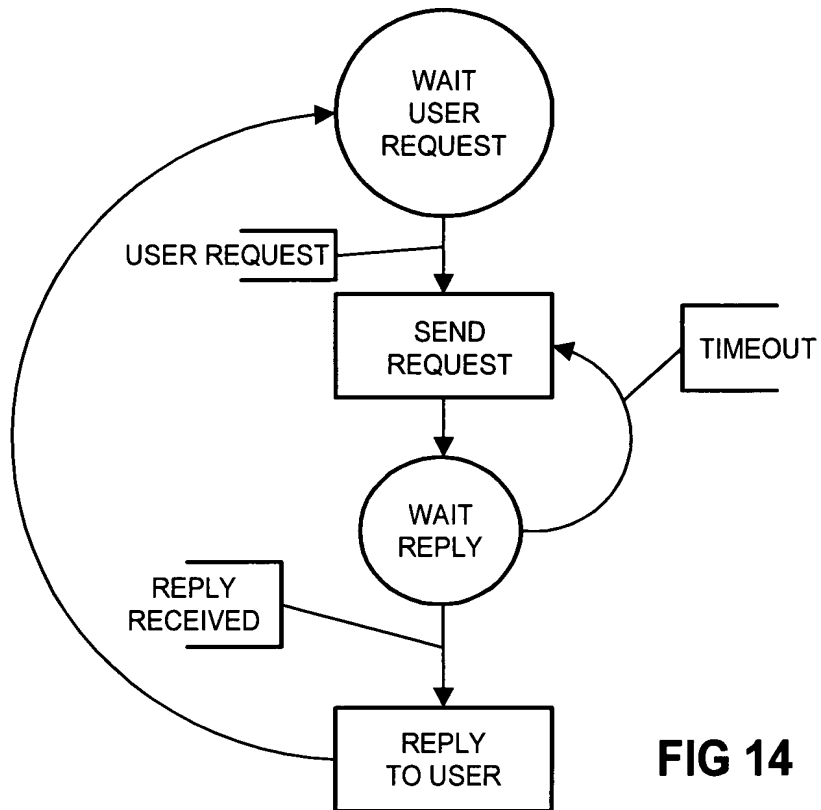 WAIT
USER
REQUEST
USER REQUEST
SEND
REQUEST
TIMEOUT
WAIT
REPLY
REPLY
RECEIVED
REPLY
TO USER
FIG 14